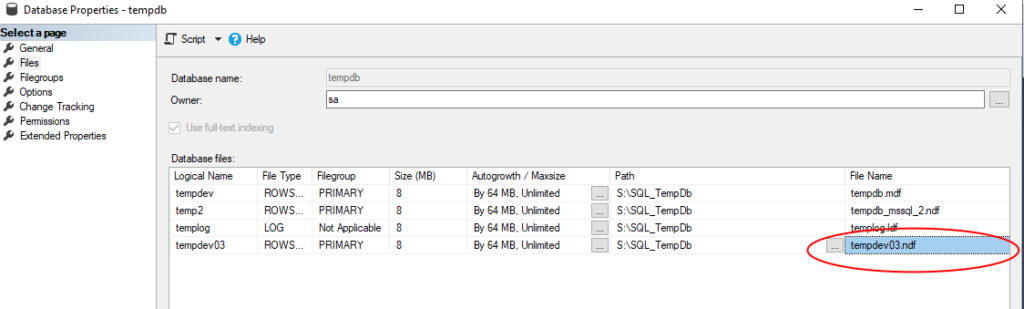 Database Properties - tempdb
Select a page
General
Files
Filegroups
Options
Change Tracking
Permissions
Extended Properties
Script Help
Database name: tempdb
Owner: sa ...
Use full-text indexing
Database files:
Logical Name File Type Filegroup Size (MB) Autogrowth / Maxsize Path File Name
tempdev ROWS... PRIMARY 8 By 64 MB, Unlimited ... S:\SQL_TempDb tempdb.mdf
temp2 ROWS... PRIMARY 8 By 64 MB, Unlimited ... S:\SQL_TempDb tempdb_mssql_2.ndf
templog LOG Not Applicable 8 By 64 MB, Unlimited ... S:\SQL_TempDb templog.ldf
tempdev03 ROWS... PRIMARY 8 By 64 MB, Unlimited ... S:\SQL_TempDb ... tempdev03.ndf